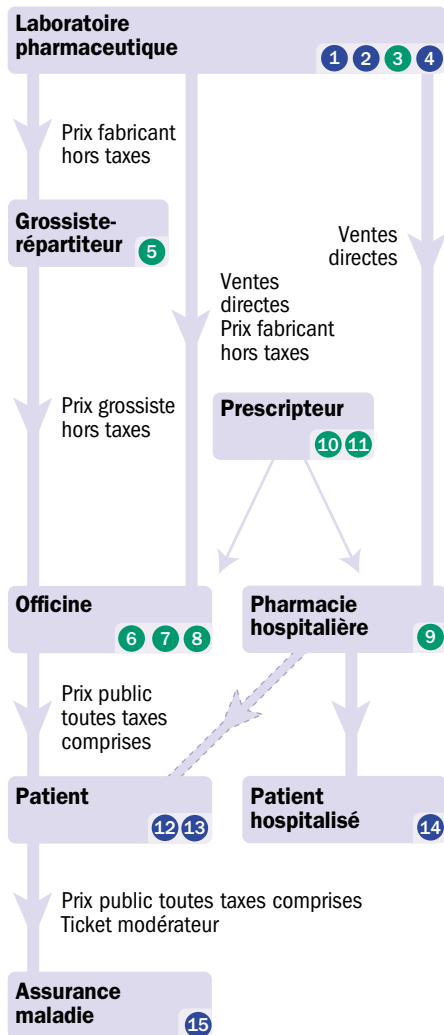 Laboratoire
pharmaceutique
1 2 3 4
Prix fabricant
hors taxes
Grossiste-
répartiteur
5
Ventes
directes
Ventes
directes
Prix fabricant
hors taxes
Prix grossiste
hors taxes
Prescripteur
10 11
Officine
6 7 8
Pharmacie
hospitalière
9
Prix public
toutes taxes
comprises
Patient
12 13
Patient
hospitalisé
14
Prix public toutes taxes comprises
Ticket modérateur
Assurance
maladie
15